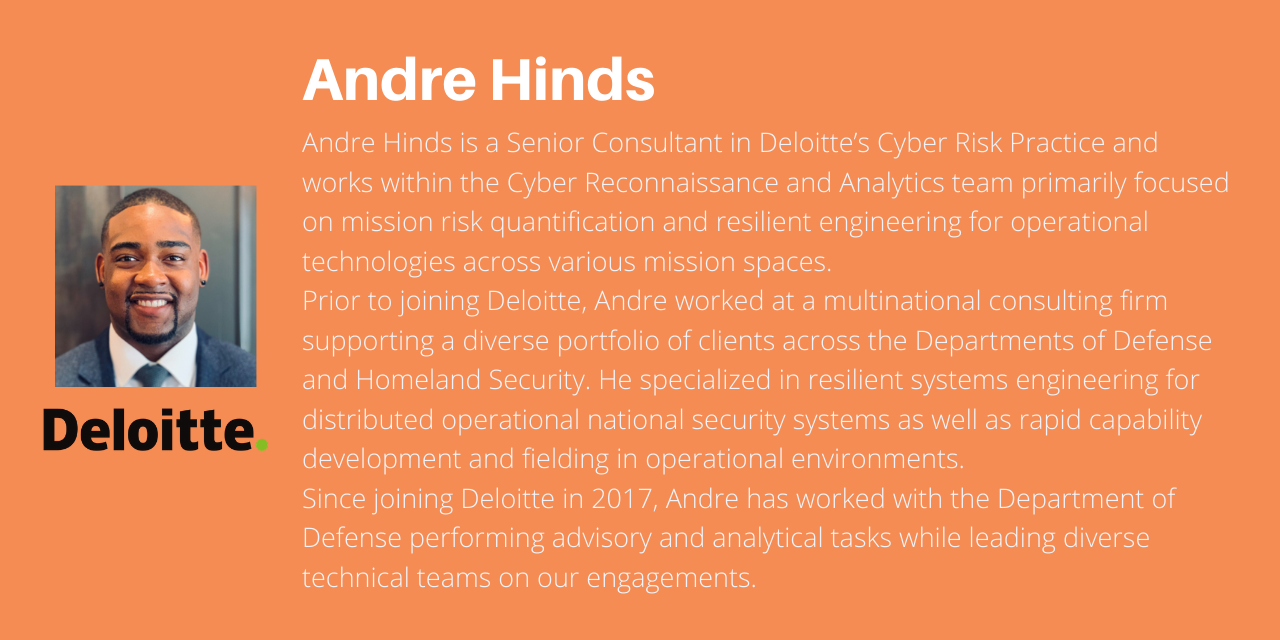 Andre Hinds
Andre Hinds is a Senior Consultant in Deloitte’s Cyber Risk Practice and
works within the Cyber Reconnaissance and Analytics team primarily focused
on mission risk quantification and resilient engineering for operational
technologies across various mission spaces.
Prior to joining Deloitte, Andre worked at a multinational consulting firm
supporting a diverse portfolio of clients across the Departments of Defense
and Homeland Security. He specialized in resilient systems engineering for
distributed operational national security systems as well as rapid capability
development and fielding in operational environments.
Since joining Deloitte in 2017, Andre has worked with the Department of
Defense performing advisory and analytical tasks while leading diverse
technical teams on our engagements.
Deloitte.